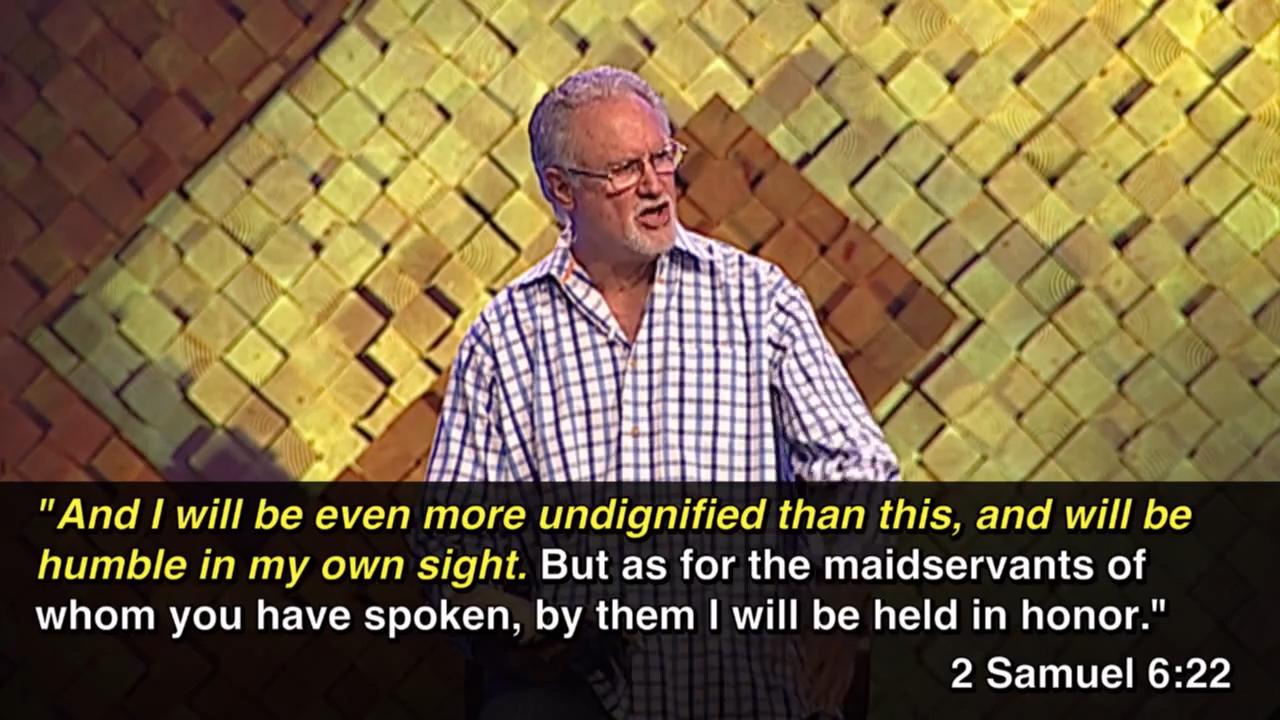 "And I will be even more undignified than this, and will be
humble in my own sight. But as for the maidservants of
whom you have spoken, by them I will be held in honor."
2 Samuel 6:22